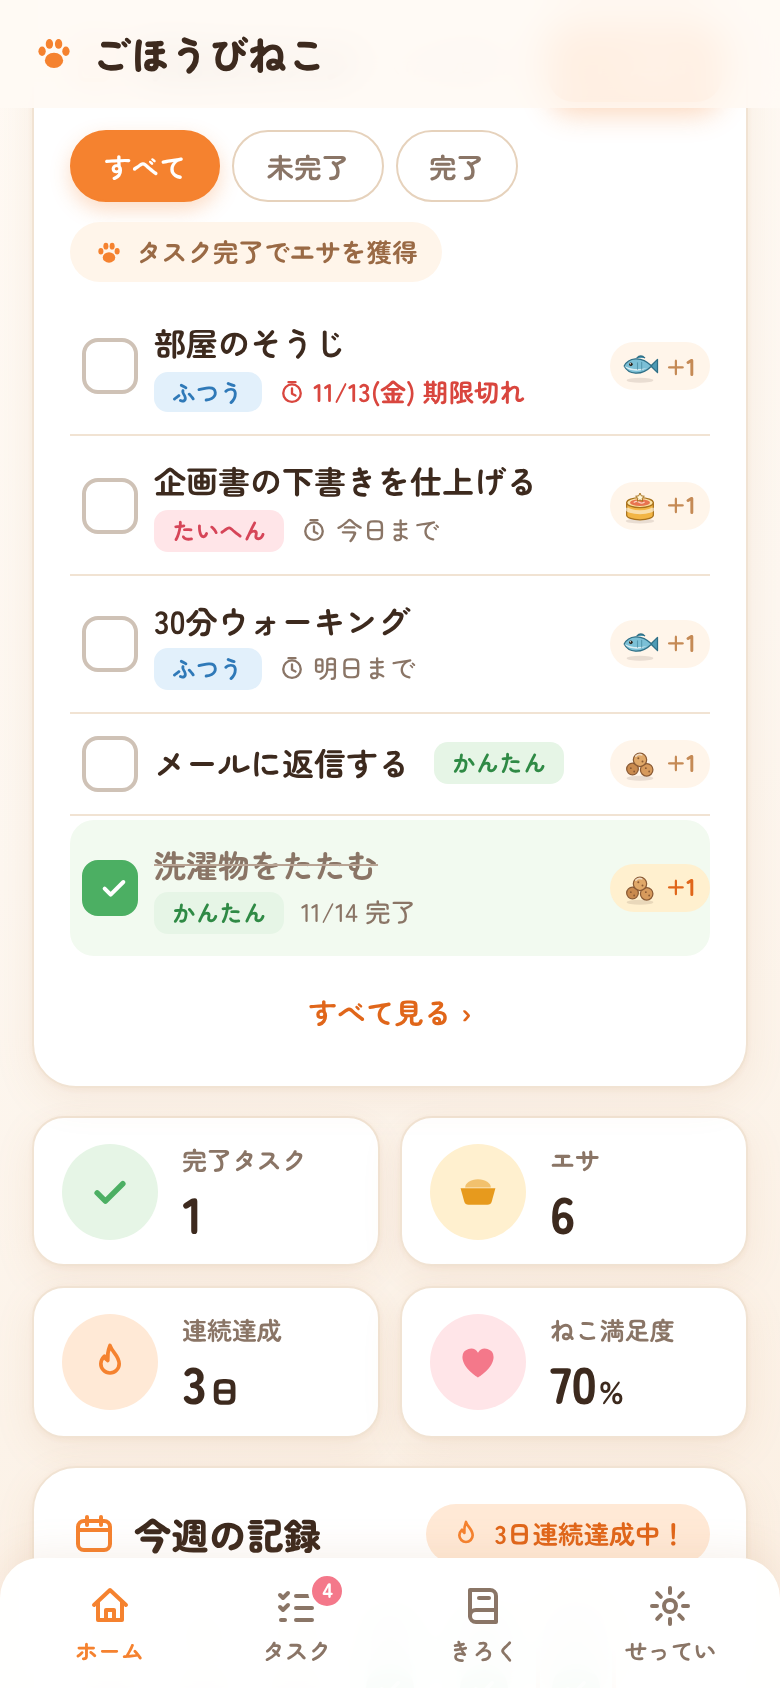 ごほうびねこ
すべて 未完了 完了
タスク完了でエサを獲得
部屋のそうじ
ふつう 11/13(金) 期限切れ +1
企画書の下書きを仕上げる
たいへん 今日まで +1
30分ウォーキング
ふつう 明日まで +1
メールに返信する かんたん +1
洗濯物をたたむ
かんたん 11/14 完了 +1
すべて見る ›
完了タスク
1
エサ
6
連続達成
3日
ねこ満足度
70%
今週の記録 3日連続達成中！
4
ホーム タスク きろく せってい